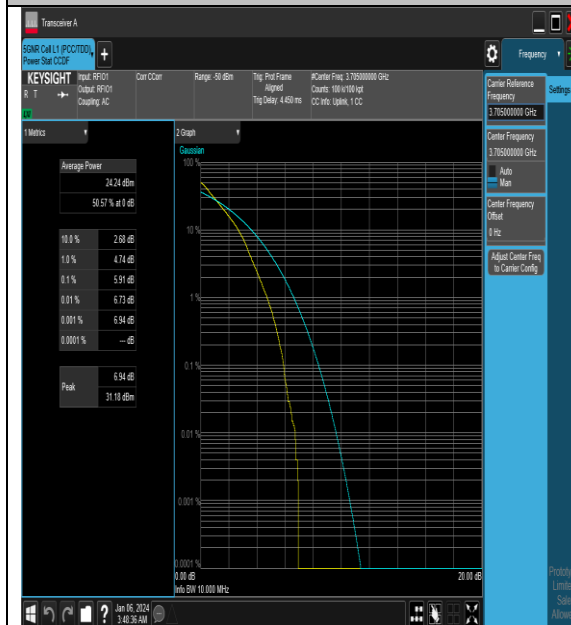 Transceiver A
5GNR Cell L1 (PCC/TDD)
Power Stat CCDF
+
Frequency
KEYSIGHT
R T
Input: RFIO1
Output: RFIO1
Coupling: AC
Corr CCorr
Range: -50 dBm
Trig: Prot Frame
Aligned
Trig Delay: 4.450 ms
#Center Freq: 3.705000000 GHz
Counts: 100 k/100 kpt
CC Info: Uplink, 1 CC
1 Metrics
Average Power
24.24 dBm
50.57 % at 0 dB
10.0 % 2.68 dB
1.0 % 4.74 dB
0.1 % 5.91 dB
0.01 % 6.73 dB
0.001 % 6.94 dB
0.0001 % --- dB
Peak 6.94 dB
31.18 dBm
2 Graph
Gaussian
100 %
10 %
1 %
0.1 %
0.01 %
0.001 %
0.0001 %
0.00 dB 20.00 dB
Info BW 10.000 MHz
Carrier Reference
Frequency
3.705000000 GHz
Center Frequency
3.705000000 GHz
Auto
Man
Center Frequency
Offset
0 Hz
Adjust Center Freq
to Carrier Config
Settings
?
Jan 06, 2024
3:48:36 AM